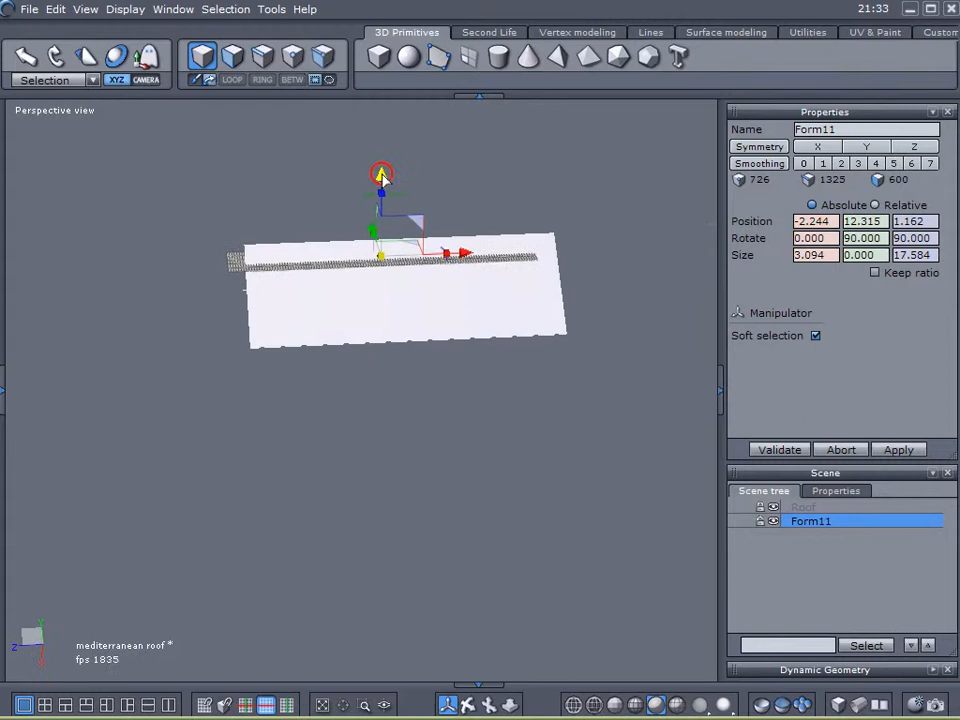 File Edit View Display Window Selection Tools Help 21:33
3D Primitives Second Life Vertex modeling Lines Surface modeling Utilities UV & Paint Custom
Selection XYZ CAMERA LOOP RING BETW
Perspective view
Properties
Name Form11
Symmetry X Y Z
Smoothing 0 1 2 3 4 5 6 7
726 1325 600
Absolute Relative
Position -2.244 12.315 1.162
Rotate 0.000 90.000 90.000
Size 3.094 0.000 17.584
Keep ratio
Manipulator
Soft selection
Validate Abort Apply
Scene
Scene tree Properties
Roof
Form11
Y
Z
mediterranean roof *
fps 1835
Select
Dynamic Geometry